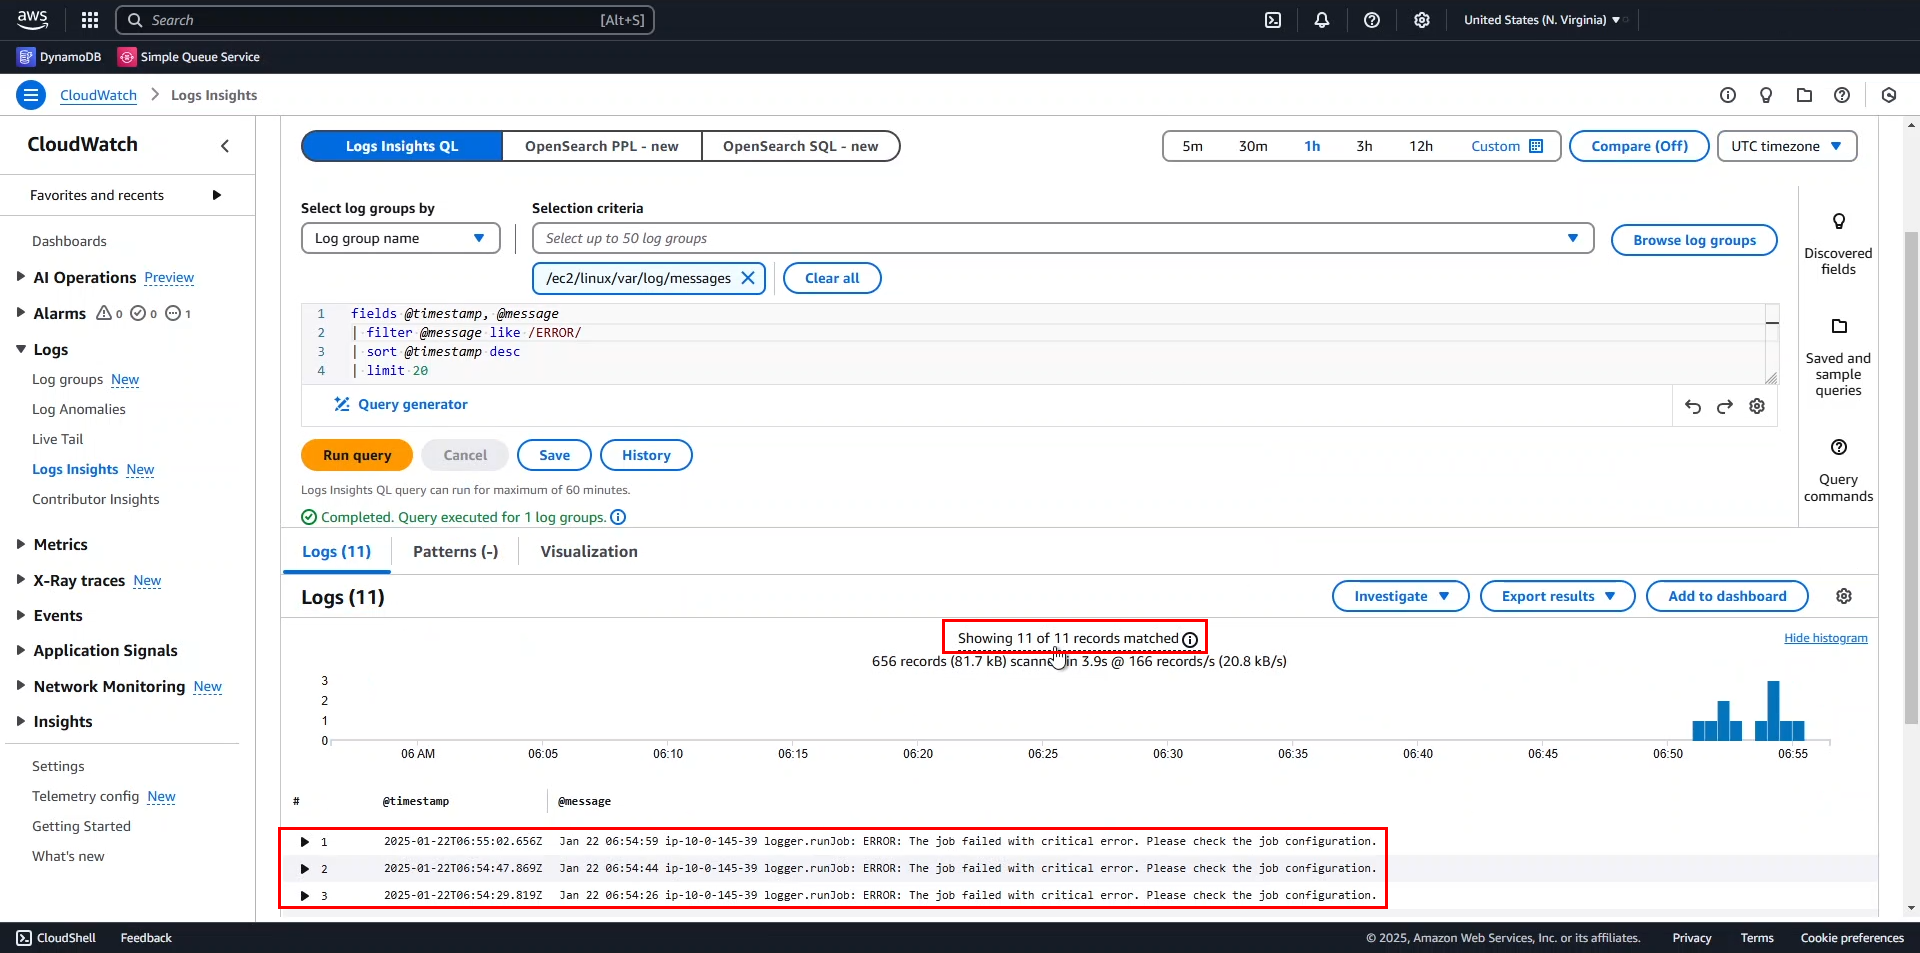 aws
Search
[Alt+S]
United States (N. Virginia)
DynamoDB
Simple Queue Service
CloudWatch
Logs Insights
CloudWatch
Favorites and recents
Dashboards
AI Operations Preview
Alarms 0 0 1
Logs
Log groups New
Log Anomalies
Live Tail
Logs Insights New
Contributor Insights
Metrics
X-Ray traces New
Events
Application Signals
Network Monitoring New
Insights
Settings
Telemetry config New
Getting Started
What's new
Logs Insights QL
OpenSearch PPL - new
OpenSearch SQL - new
5m 30m 1h 3h 12h Custom
Compare (Off)
UTC timezone
Select log groups by
Selection criteria
Log group name
Select up to 50 log groups
Browse log groups
/ec2/linux/var/log/messages
Clear all
1 fields @timestamp, @message
2 | filter @message like /ERROR/
3 | sort @timestamp desc
4 | limit 20
Query generator
Discovered
fields
Saved and
sample
queries
Query
commands
Run query
Cancel
Save
History
Logs Insights QL query can run for maximum of 60 minutes.
Completed. Query executed for 1 log groups.
Logs (11)
Patterns (-)
Visualization
Logs (11)
Investigate
Export results
Add to dashboard
Showing 11 of 11 records matched
Hide histogram
656 records (81.7 kB) scanned in 3.9s @ 166 records/s (20.8 kB/s)
3
2
1
0
06 AM 06:05 06:10 06:15 06:20 06:25 06:30 06:35 06:40 06:45 06:50 06:55
# @timestamp @message
1 2025-01-22T06:55:02.656Z Jan 22 06:54:59 ip-10-0-145-39 logger.runJob: ERROR: The job failed with critical error. Please check the job configuration.
2 2025-01-22T06:54:47.869Z Jan 22 06:54:44 ip-10-0-145-39 logger.runJob: ERROR: The job failed with critical error. Please check the job configuration.
3 2025-01-22T06:54:29.819Z Jan 22 06:54:26 ip-10-0-145-39 logger.runJob: ERROR: The job failed with critical error. Please check the job configuration.
CloudShell
Feedback
© 2025, Amazon Web Services, Inc. or its affiliates.
Privacy
Terms
Cookie preferences